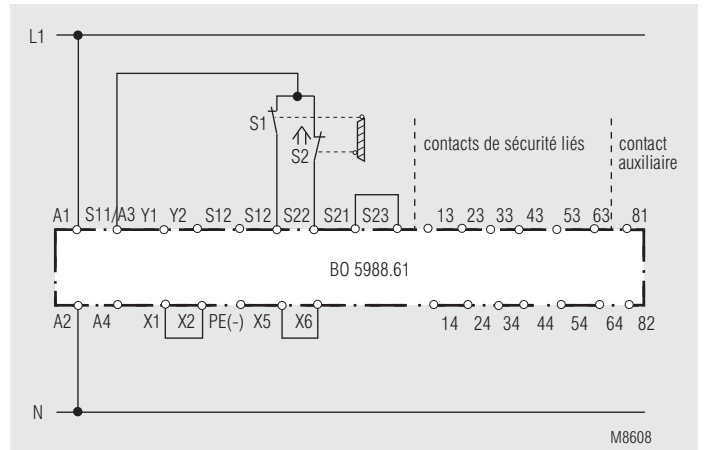 L1
S1
S2
contacts de sécurité liés
contact
auxiliaire
A1 S11/A3 Y1 Y2 S12 S12 S22 S21 S23 13 23 33 43 53 63 81
BO 5988.61
A2 A4 X1 X2 PE(-) X5 X6 14 24 34 44 54 64 82
N
M8608